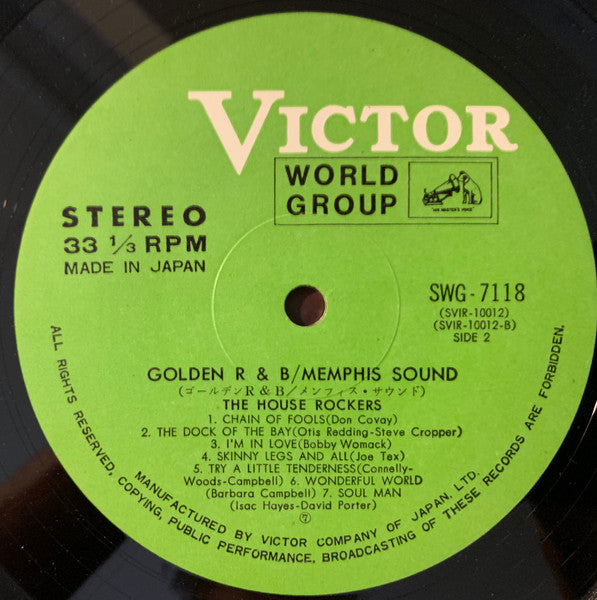 VICTOR
WORLD
GROUP
"HIS MASTER'S VOICE"
STEREO
33 1/3 RPM
MADE IN JAPAN
SWG-7118
(SVIR-10012)
(SVIR-10012-B)
SIDE 2
GOLDEN R & B/MEMPHIS SOUND
(ゴールデンR&B/メンフィス・サウンド)
THE HOUSE ROCKERS
1. CHAIN OF FOOLS(Don Covay)
2. THE DOCK OF THE BAY(Otis Redding-Steve Cropper)
3. I'M IN LOVE(Bobby Womack)
4. SKINNY LEGS AND ALL(Joe Tex)
5. TRY A LITTLE TENDERNESS(Connelly-
Woods-Campbell) 6. WONDERFUL WORLD
(Barbara Campbell) 7. SOUL MAN
(Isac Hayes-David Porter)
⑦
MANUFACTURED BY VICTOR COMPANY OF JAPAN, LTD.
ALL RIGHTS RESERVED, COPYING, PUBLIC PERFORMANCE, BROADCASTING OF THESE RECORDS ARE FORBIDDEN.